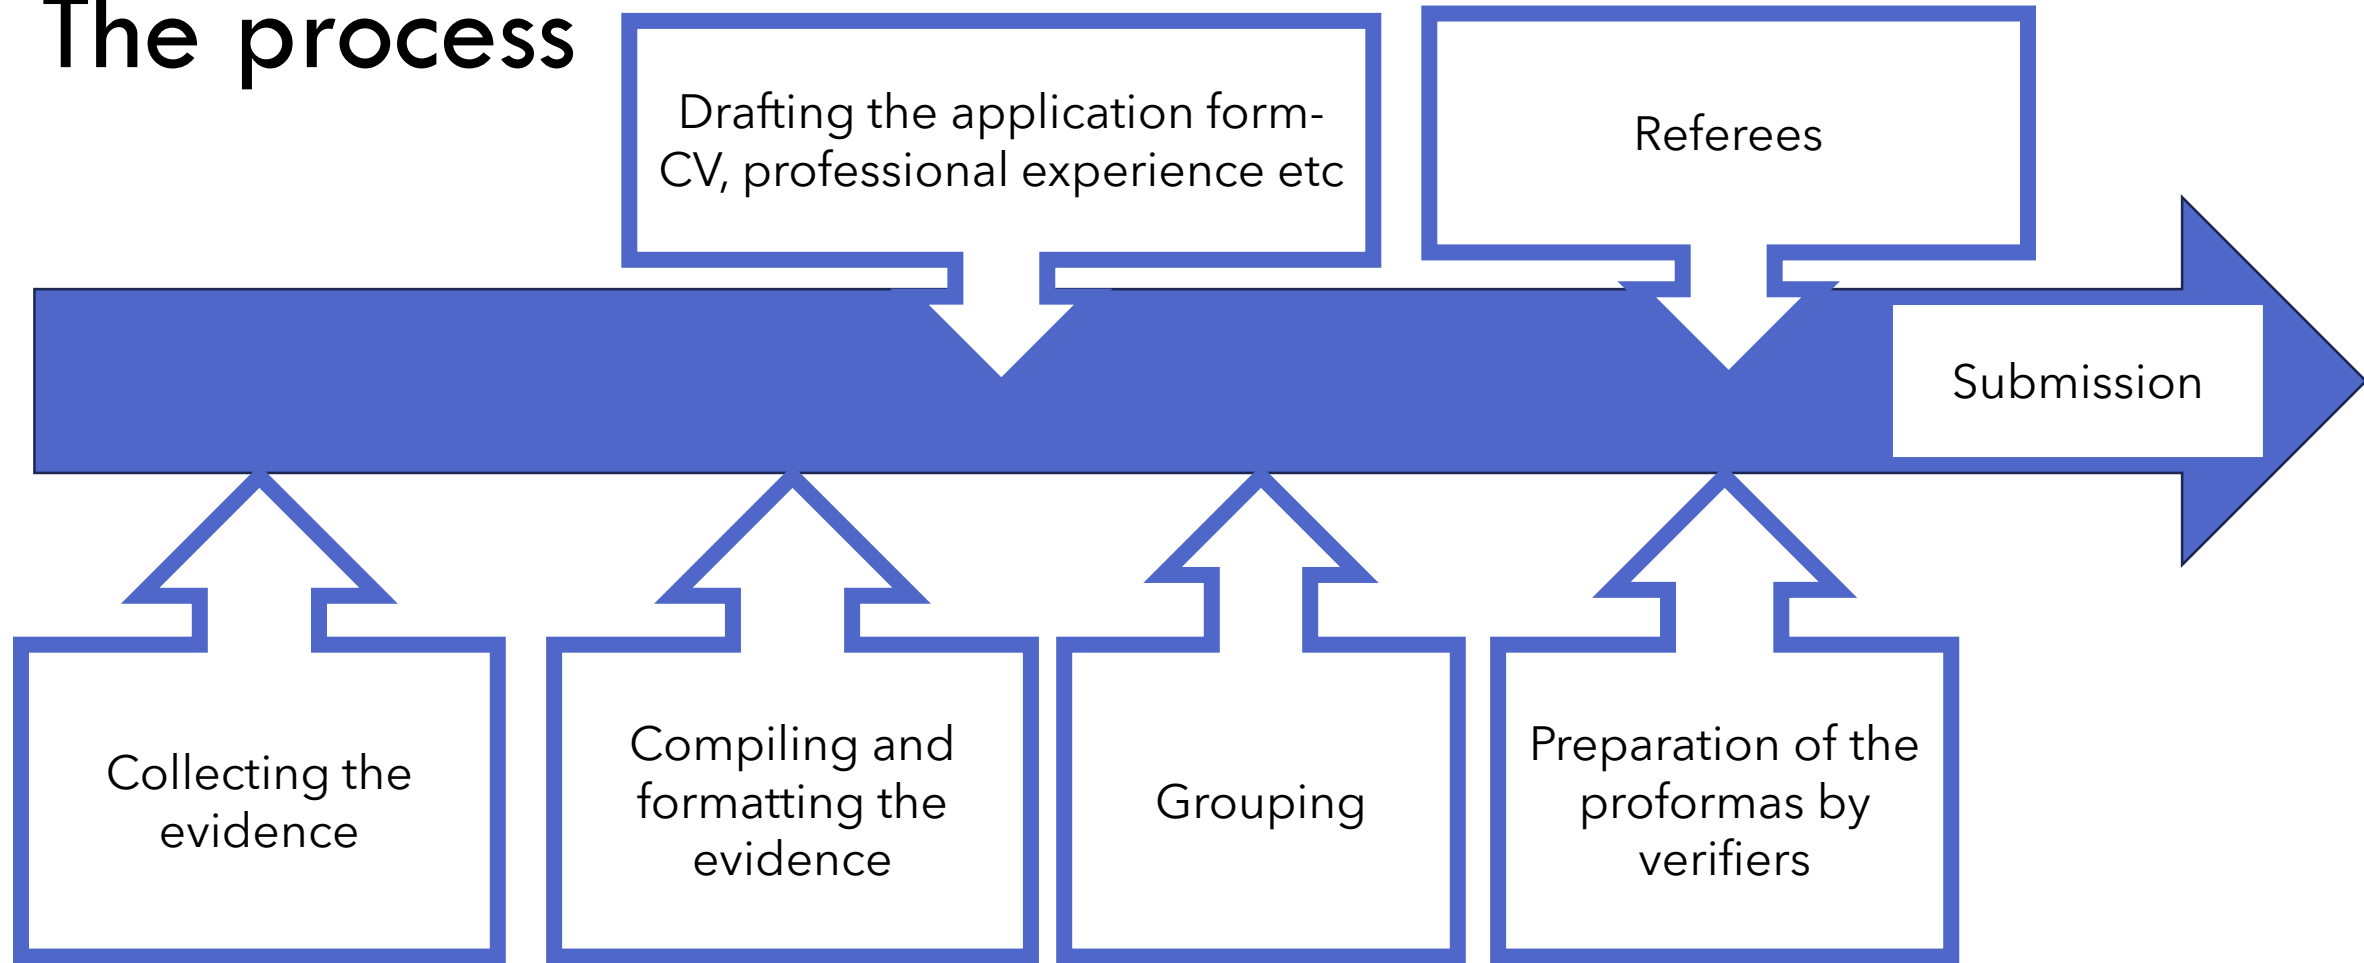 The process
Drafting the application form-
CV, professional experience etc
Referees
Submission
Collecting the
evidence
Compiling and
formatting the
evidence
Grouping
Preparation of the
proformas by
verifiers